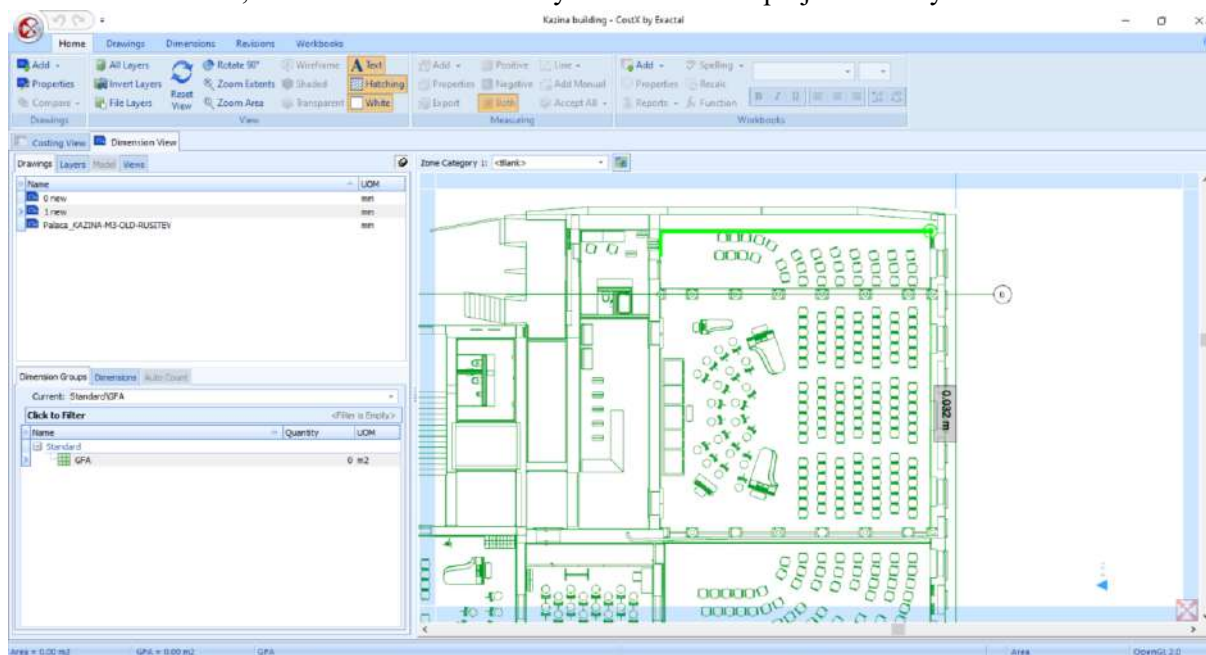 Kazina building - CostX by Exactal
Home Drawings Dimensions Revisions Workbooks
Add All Layers Rotate 90° Wireframe Text Add Positive Line Add Spelling
Properties Invert Layers Zoom Extents Shaded Hatching Properties Negative Add Manual Properties Recalc
Compare File Layers Reset View Zoom Area Transparent White Export Both Accept All Reports Function B I U
Drawings View Measuring Workbooks
Costing View Dimension View
Drawings Layers Model Views Zone Category 1: <Blank>
Name UOM
0 new mm
1 new mm
Palaca_KAZINA-M3-OLD-RUSITEV mm
6
0.032 m
Dimension Groups Dimensions Auto Count
Current: Standard\GFA
Click to Filter <Filter is Empty>
Name Quantity UOM
Standard
GFA 0 m2
Area = 0.00 m2 GFA = 0.00 m2 GFA Area OpenGL 2.0